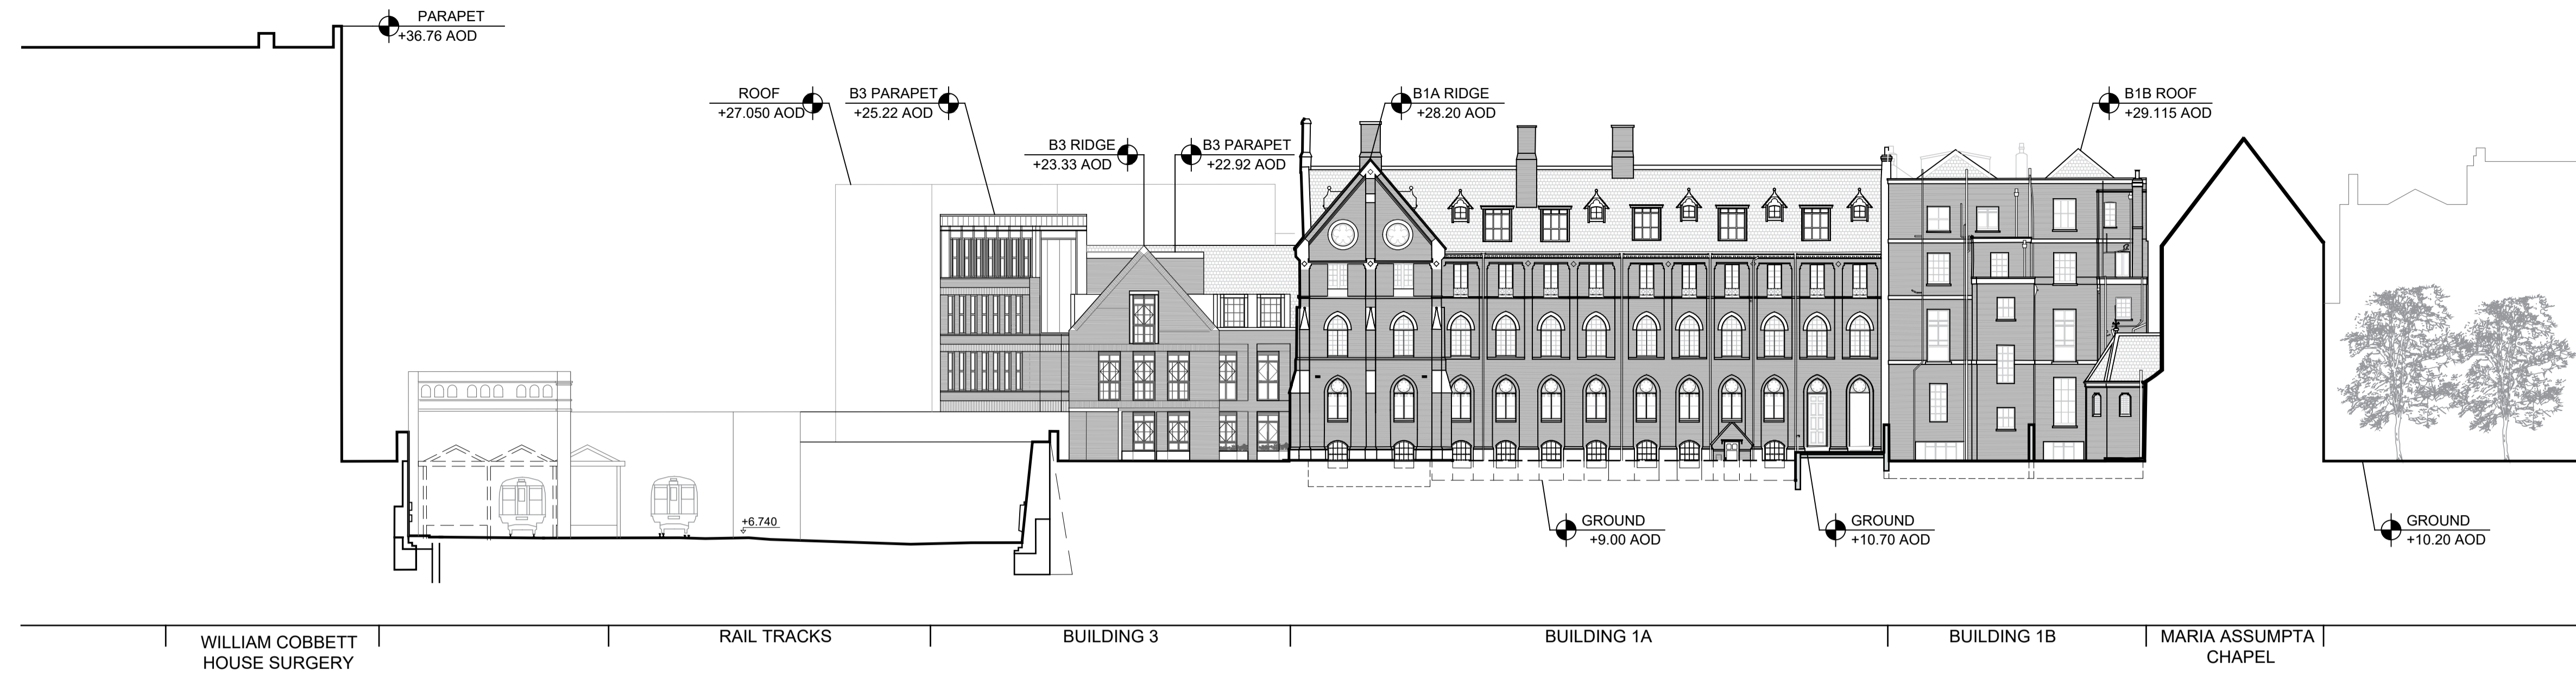 PARAPET
+36.76 AOD
ROOF
+27.050 AOD
B3 PARAPET
+25.22 AOD
B1A RIDGE
+28.20 AOD
B1B ROOF
+29.115 AOD
B3 RIDGE
+23.33 AOD
B3 PARAPET
+22.92 AOD
+6.740
GROUND
+9.00 AOD
GROUND
+10.70 AOD
GROUND
+10.20 AOD
WILLIAM COBBETT
HOUSE SURGERY
RAIL TRACKS
BUILDING 3
BUILDING 1A
BUILDING 1B
MARIA ASSUMPTA
CHAPEL